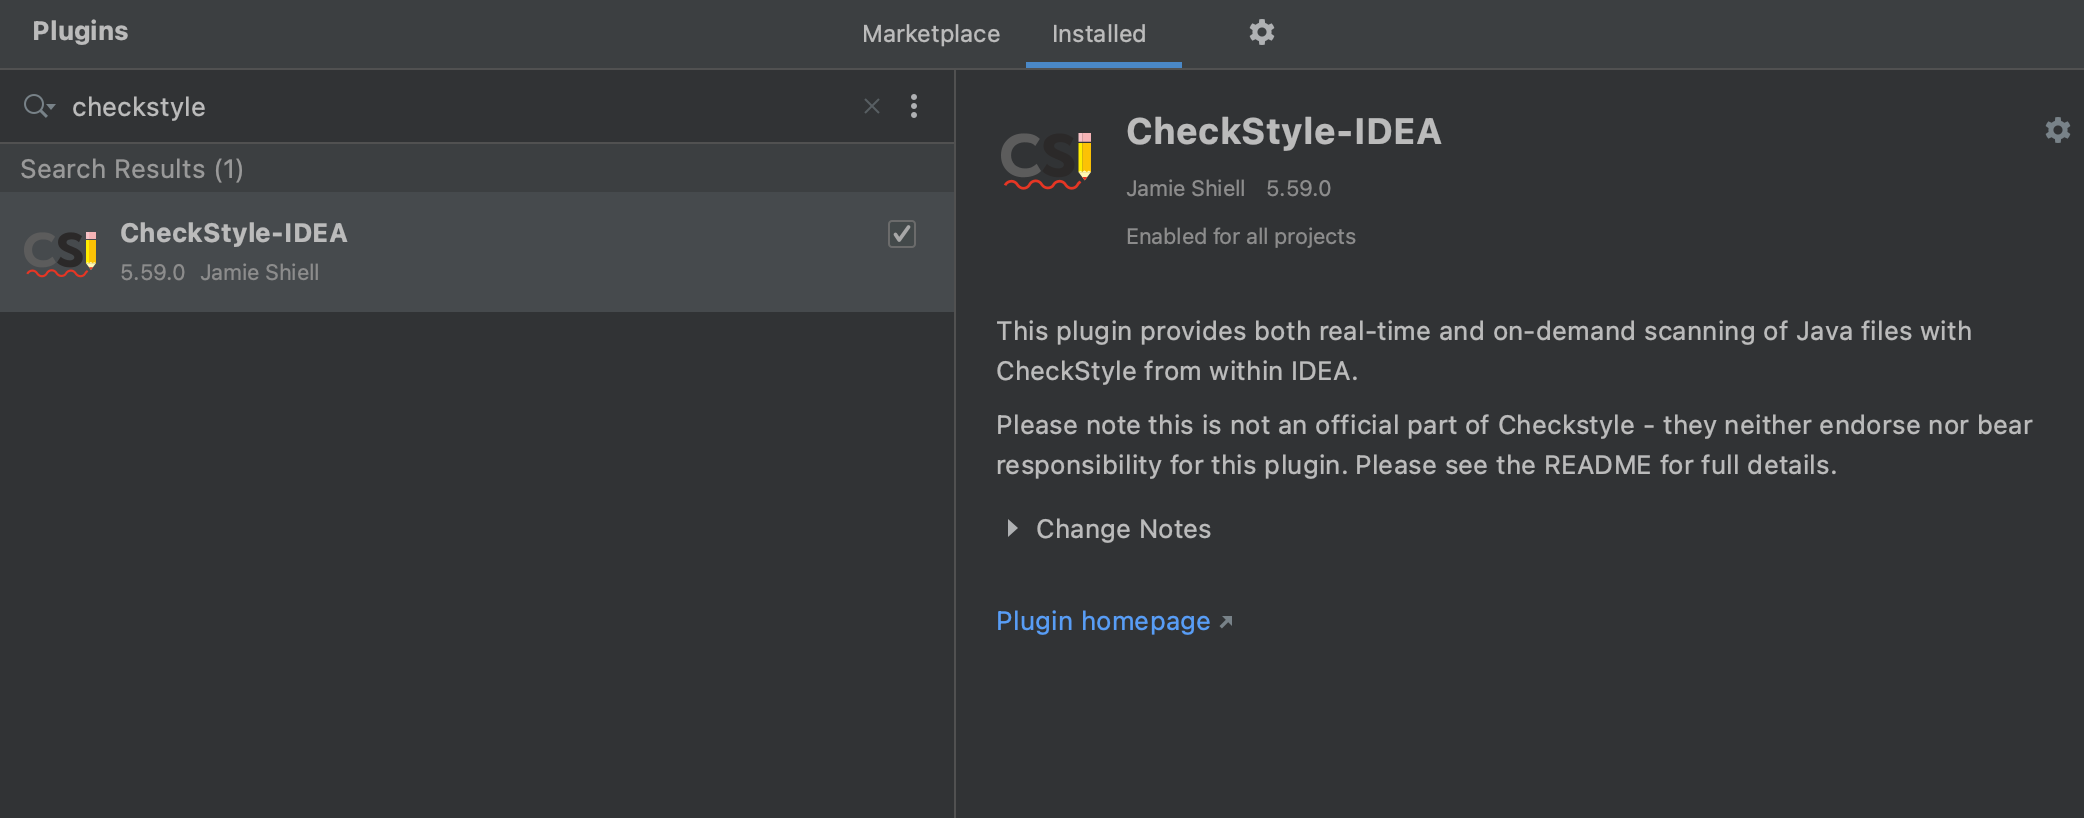 Plugins
Marketplace
Installed
checkstyle
Search Results (1)
CS
CheckStyle-IDEA
5.59.0 Jamie Shiell
CS
CheckStyle-IDEA
Jamie Shiell 5.59.0
Enabled for all projects
This plugin provides both real-time and on-demand scanning of Java files with
CheckStyle from within IDEA.
Please note this is not an official part of Checkstyle - they neither endorse nor bear
responsibility for this plugin. Please see the README for full details.
Change Notes
Plugin homepage